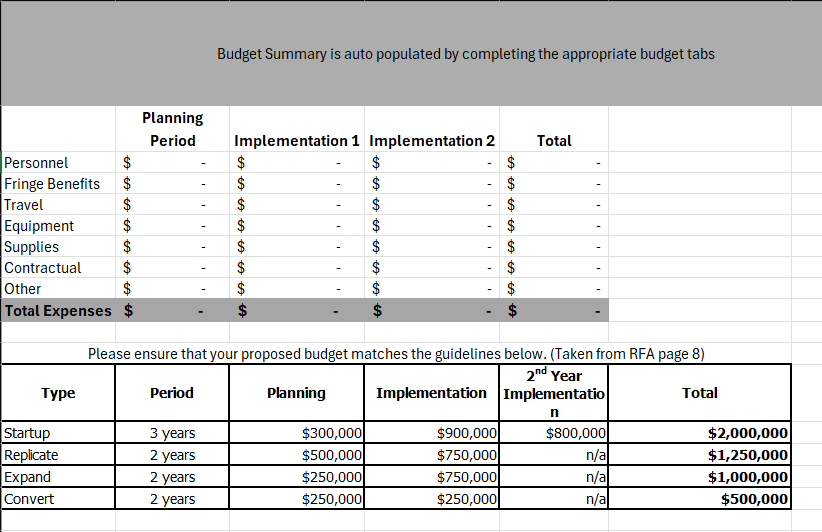 Budget Summary is auto populated by completing the appropriate budget tabs
Planning
Period Implementation 1 Implementation 2 Total
Personnel $ - $ - $ - $ -
Fringe Benefits $ - $ - $ - $ -
Travel $ - $ - $ - $ -
Equipment $ - $ - $ - $ -
Supplies $ - $ - $ - $ -
Contractual $ - $ - $ - $ -
Other $ - $ - $ - $ -
Total Expenses $ - $ - $ - $ -
Please ensure that your proposed budget matches the guidelines below. (Taken from RFA page 8)
2nd Year
Type Period Planning Implementation Implementatio Total
n
Startup 3 years $300,000 $900,000 $800,000 $2,000,000
Replicate 2 years $500,000 $750,000 n/a $1,250,000
Expand 2 years $250,000 $750,000 n/a $1,000,000
Convert 2 years $250,000 $250,000 n/a $500,000